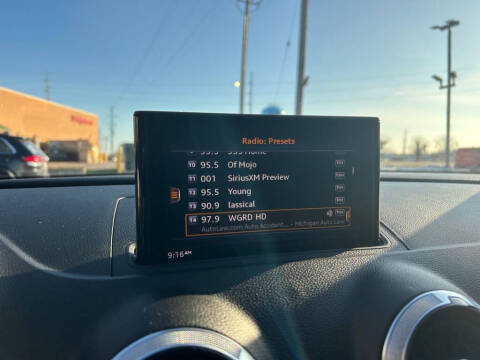 Radio: Presets
10 95.5 Of Mojo
11 001 SiriusXM Preview
12 95.5 Young
13 90.9 lassical
14 97.9 WGRD HD
AutoLaw.com Auto Accident... - Michigan Auto Law
9:16AM